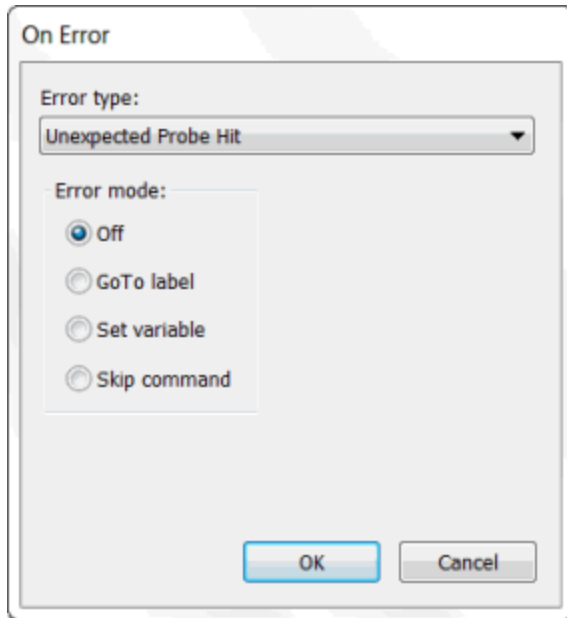 On Error
Error type:
Unexpected Probe Hit
Error mode:
Off
GoTo label
Set variable
Skip command
OK
Cancel